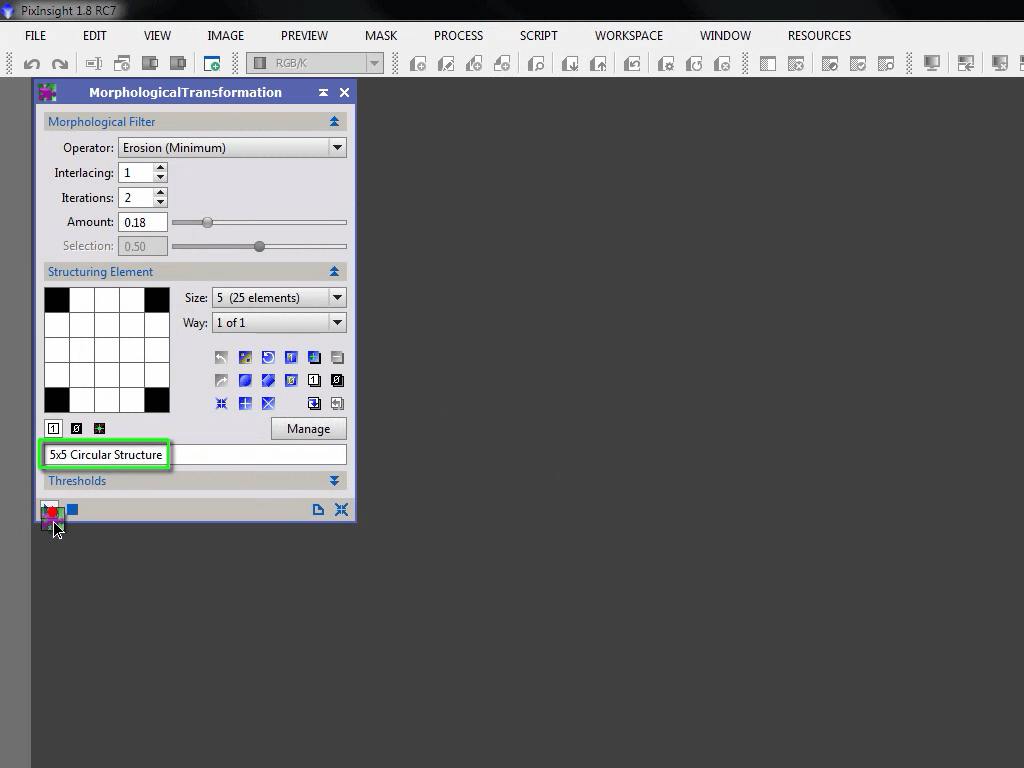 PixInsight 1.8 RC7
FILE EDIT VIEW IMAGE PREVIEW MASK PROCESS SCRIPT WORKSPACE WINDOW RESOURCES
RGB/K
MorphologicalTransformation
Morphological Filter
Operator: Erosion (Minimum)
Interlacing: 1
Iterations: 2
Amount: 0.18
Selection: 0.50
Structuring Element
Size: 5 (25 elements)
Way: 1 of 1
Manage
5x5 Circular Structure
Thresholds